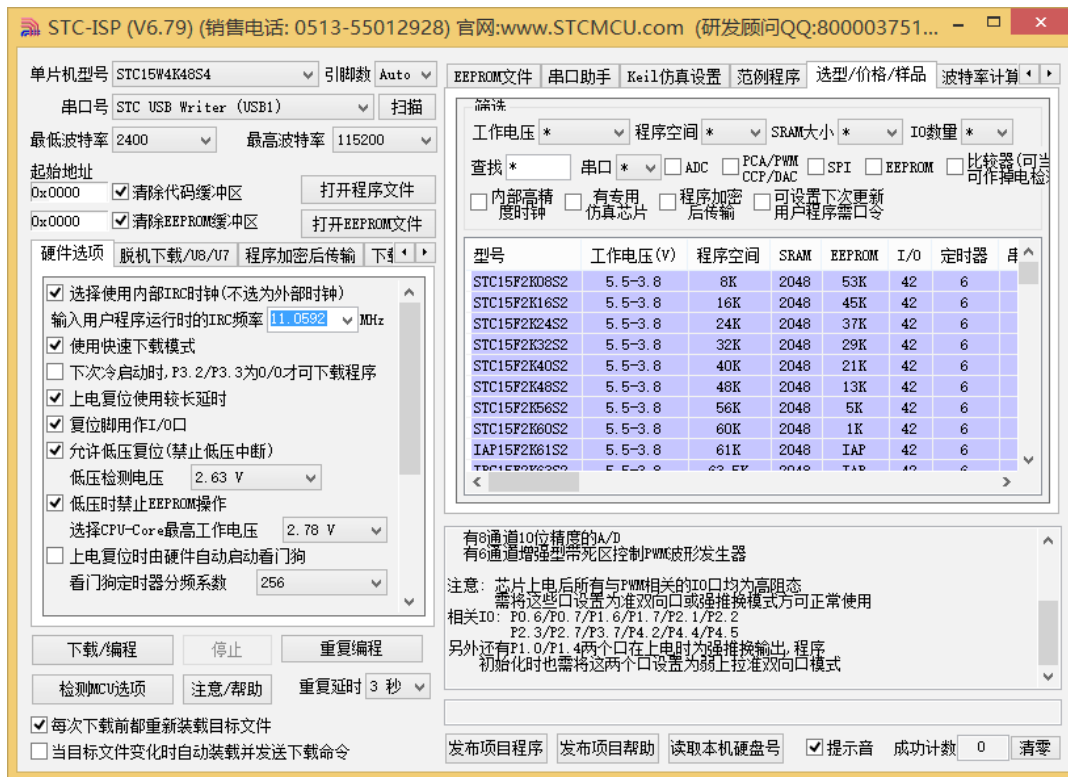 STC-ISP (V6.79) (销售电话: 0513-55012928) 官网:www.STCMCU.com (研发顾问QQ:800003751...
单片机型号 STC15W4K48S4 引脚数 Auto
串口号 STC USB Writer (USB1) 扫描
最低波特率 2400 最高波特率 115200
起始地址
0x0000 清除代码缓冲区 打开程序文件
0x0000 清除EEPROM缓冲区 打开EEPROM文件
硬件选项 脱机下载/U8/U7 程序加密后传输 下载
选择使用内部IRC时钟(不选为外部时钟)
输入用户程序运行时的IRC频率 11.0592 MHz
使用快速下载模式
下次冷启动时,P3.2/P3.3为0/0才可下载程序
上电复位使用较长延时
复位脚用作I/O口
允许低压复位(禁止低压中断)
低压检测电压 2.63 V
低压时禁止EEPROM操作
选择CPU-Core最高工作电压 2.78 V
上电复位时由硬件自动启动看门狗
看门狗定时器分频系数 256
下载/编程 停止 重复编程
检测MCU选项 注意/帮助 重复延时 3 秒
每次下载前都重新装载目标文件
当目标文件变化时自动装载并发送下载命令
EEPROM文件 串口助手 Keil仿真设置 范例程序 选型/价格/样品 波特率计算
筛选
工作电压 * 程序空间 * SRAM大小 * IO数量 *
查找 * 串口 * ADC PCA/PWM CCP/DAC SPI EEPROM 比较器(可当 可作掉电检测
内部高精度时钟 有专用仿真芯片 程序加密后传输 可设置下次更新用户程序需口令
型号 工作电压(V) 程序空间 SRAM EEPROM I/O 定时器 串
STC15F2K08S2 5.5-3.8 8K 2048 53K 42 6
STC15F2K16S2 5.5-3.8 16K 2048 45K 42 6
STC15F2K24S2 5.5-3.8 24K 2048 37K 42 6
STC15F2K32S2 5.5-3.8 32K 2048 29K 42 6
STC15F2K40S2 5.5-3.8 40K 2048 21K 42 6
STC15F2K48S2 5.5-3.8 48K 2048 13K 42 6
STC15F2K56S2 5.5-3.8 56K 2048 5K 42 6
STC15F2K60S2 5.5-3.8 60K 2048 1K 42 6
IAP15F2K61S2 5.5-3.8 61K 2048 IAP 42 6
有8通道10位精度的A/D
有6通道增强型带死区控制PWM波形发生器
注意: 芯片上电后所有与PWM相关的IO口均为高阻态
需将这些口设置为准双向口或强推挽模式方可正常使用
相关IO: P0.6/P0.7/P1.6/P1.7/P2.1/P2.2
P2.3/P2.7/P3.7/P4.2/P4.4/P4.5
另外还有P1.0/P1.4两个口在上电时为强推挽输出,程序
初始化时也需将这两个口设置为弱上拉准双向口模式
发布项目程序 发布项目帮助 读取本机硬盘号 提示音 成功计数 0 清零